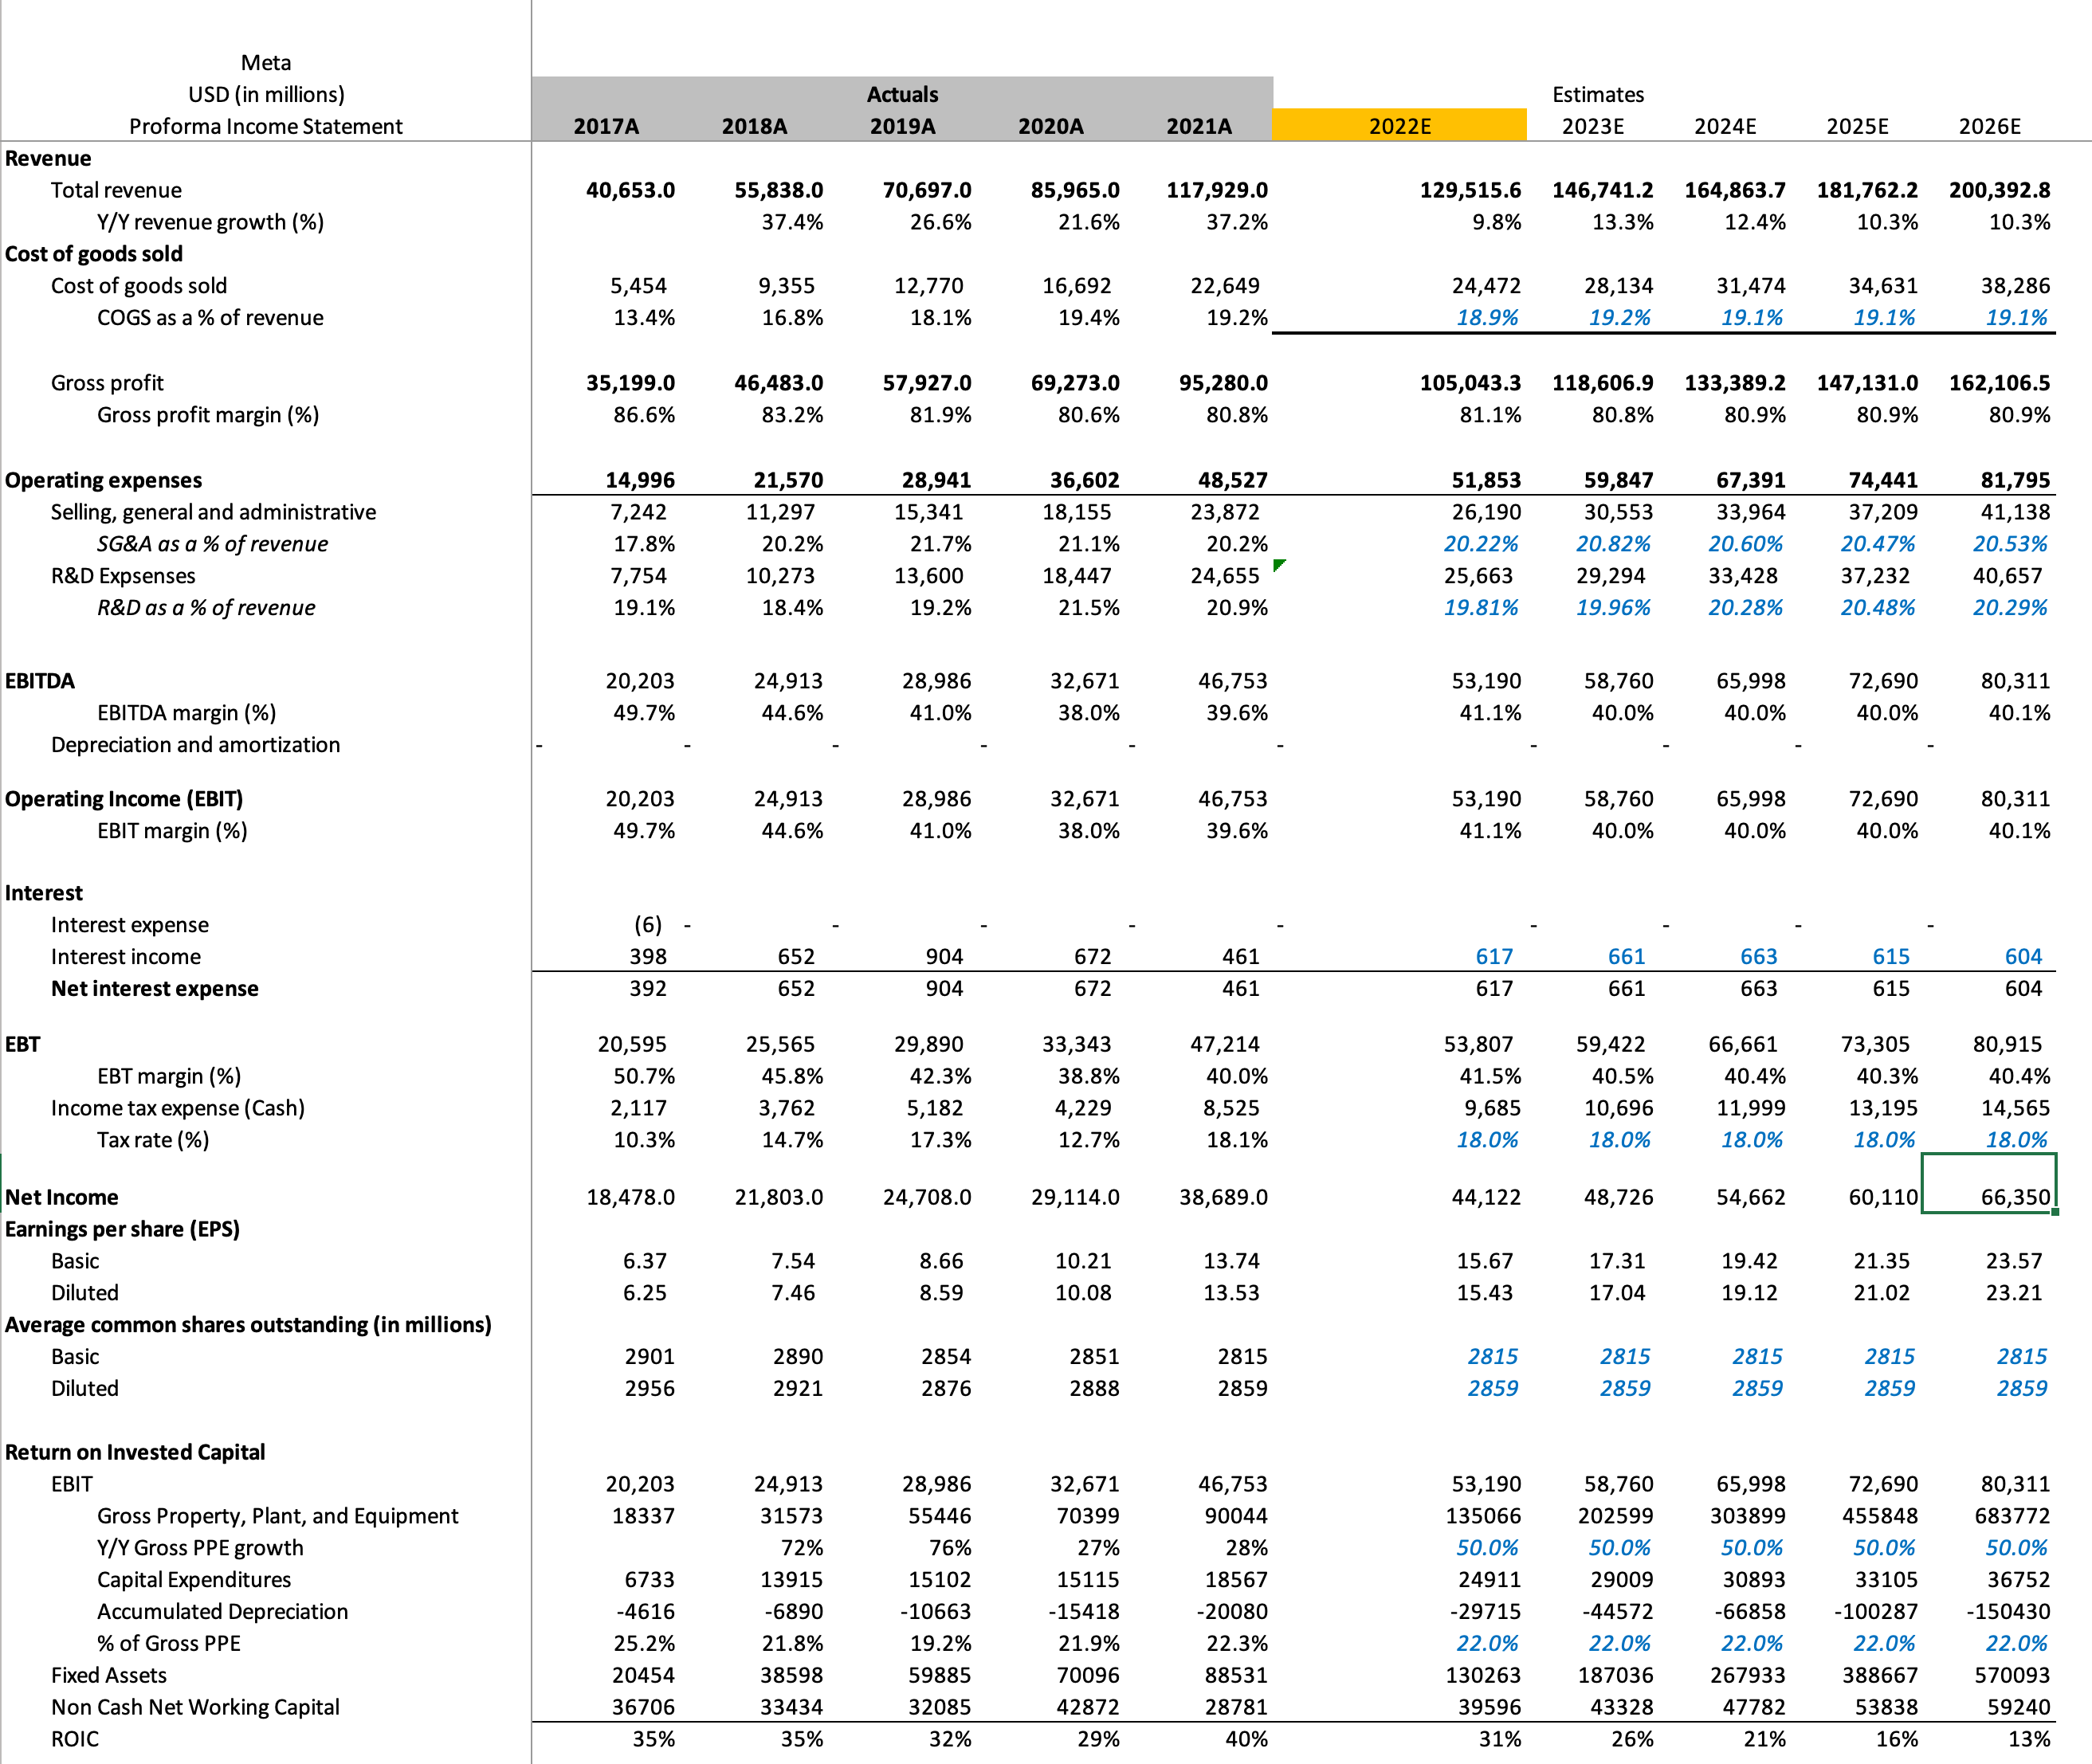 Meta
USD (in millions) Actuals Estimates
Proforma Income Statement 2017A 2018A 2019A 2020A 2021A 2022E 2023E 2024E 2025E 2026E
Revenue
Total revenue 40,653.0 55,838.0 70,697.0 85,965.0 117,929.0 129,515.6 146,741.2 164,863.7 181,762.2 200,392.8
Y/Y revenue growth (%) 37.4% 26.6% 21.6% 37.2% 9.8% 13.3% 12.4% 10.3% 10.3%
Cost of goods sold
Cost of goods sold 5,454 9,355 12,770 16,692 22,649 24,472 28,134 31,474 34,631 38,286
COGS as a % of revenue 13.4% 16.8% 18.1% 19.4% 19.2% 18.9% 19.2% 19.1% 19.1% 19.1%
Gross profit 35,199.0 46,483.0 57,927.0 69,273.0 95,280.0 105,043.3 118,606.9 133,389.2 147,131.0 162,106.5
Gross profit margin (%) 86.6% 83.2% 81.9% 80.6% 80.8% 81.1% 80.8% 80.9% 80.9% 80.9%
Operating expenses 14,996 21,570 28,941 36,602 48,527 51,853 59,847 67,391 74,441 81,795
Selling, general and administrative 7,242 11,297 15,341 18,155 23,872 26,190 30,553 33,964 37,209 41,138
SG&A as a % of revenue 17.8% 20.2% 21.7% 21.1% 20.2% 20.22% 20.82% 20.60% 20.47% 20.53%
R&D Expsenses 7,754 10,273 13,600 18,447 24,655 25,663 29,294 33,428 37,232 40,657
R&D as a % of revenue 19.1% 18.4% 19.2% 21.5% 20.9% 19.81% 19.96% 20.28% 20.48% 20.29%
EBITDA 20,203 24,913 28,986 32,671 46,753 53,190 58,760 65,998 72,690 80,311
EBITDA margin (%) 49.7% 44.6% 41.0% 38.0% 39.6% 41.1% 40.0% 40.0% 40.0% 40.1%
Depreciation and amortization - - - - - - - - - -
Operating Income (EBIT) 20,203 24,913 28,986 32,671 46,753 53,190 58,760 65,998 72,690 80,311
EBIT margin (%) 49.7% 44.6% 41.0% 38.0% 39.6% 41.1% 40.0% 40.0% 40.0% 40.1%
Interest
Interest expense (6) - - - - - - - - -
Interest income 398 652 904 672 461 617 661 663 615 604
Net interest expense 392 652 904 672 461 617 661 663 615 604
EBT 20,595 25,565 29,890 33,343 47,214 53,807 59,422 66,661 73,305 80,915
EBT margin (%) 50.7% 45.8% 42.3% 38.8% 40.0% 41.5% 40.5% 40.4% 40.3% 40.4%
Income tax expense (Cash) 2,117 3,762 5,182 4,229 8,525 9,685 10,696 11,999 13,195 14,565
Tax rate (%) 10.3% 14.7% 17.3% 12.7% 18.1% 18.0% 18.0% 18.0% 18.0% 18.0%
Net Income 18,478.0 21,803.0 24,708.0 29,114.0 38,689.0 44,122 48,726 54,662 60,110 66,350
Earnings per share (EPS)
Basic 6.37 7.54 8.66 10.21 13.74 15.67 17.31 19.42 21.35 23.57
Diluted 6.25 7.46 8.59 10.08 13.53 15.43 17.04 19.12 21.02 23.21
Average common shares outstanding (in millions)
Basic 2901 2890 2854 2851 2815 2815 2815 2815 2815 2815
Diluted 2956 2921 2876 2888 2859 2859 2859 2859 2859 2859
Return on Invested Capital
EBIT 20,203 24,913 28,986 32,671 46,753 53,190 58,760 65,998 72,690 80,311
Gross Property, Plant, and Equipment 18337 31573 55446 70399 90044 135066 202599 303899 455848 683772
Y/Y Gross PPE growth 72% 76% 27% 28% 50.0% 50.0% 50.0% 50.0% 50.0%
Capital Expenditures 6733 13915 15102 15115 18567 24911 29009 30893 33105 36752
Accumulated Depreciation -4616 -6890 -10663 -15418 -20080 -29715 -44572 -66858 -100287 -150430
% of Gross PPE 25.2% 21.8% 19.2% 21.9% 22.3% 22.0% 22.0% 22.0% 22.0% 22.0%
Fixed Assets 20454 38598 59885 70096 88531 130263 187036 267933 388667 570093
Non Cash Net Working Capital 36706 33434 32085 42872 28781 39596 43328 47782 53838 59240
ROIC 35% 35% 32% 29% 40% 31% 26% 21% 16% 13%